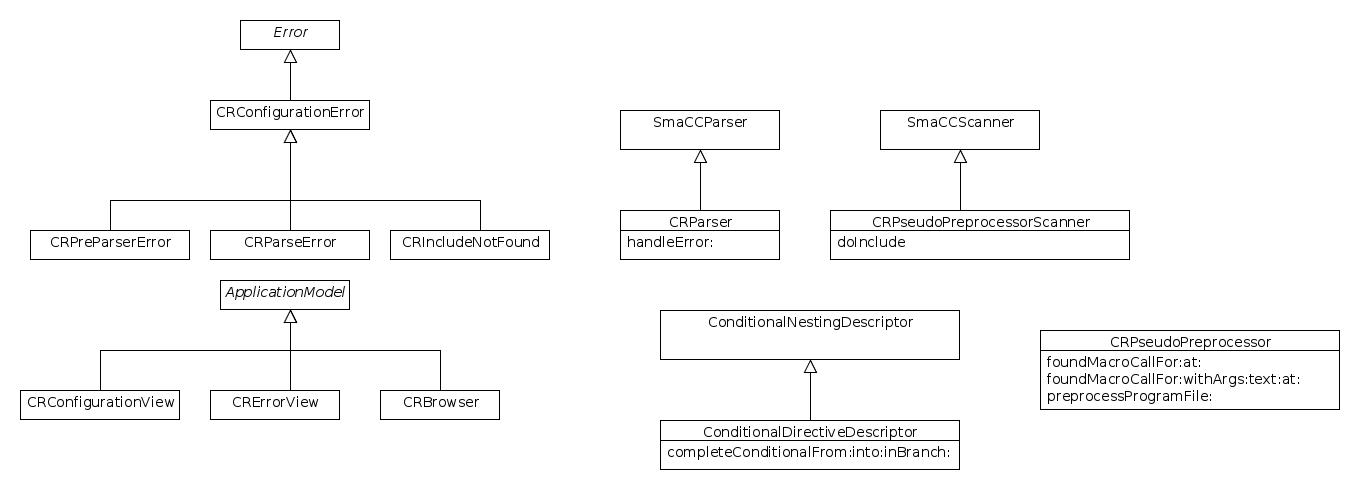 Error
CRConfigurationError
CRPreParserError
CRParseError
CRIncludeNotFound
ApplicationModel
CRConfigurationView
CRErrorView
CRBrowser
SmaCCParser
CRParser
handleError:
SmaCCScanner
CRPseudoPreprocessorScanner
doInclude
ConditionalNestingDescriptor
ConditionalDirectiveDescriptor
completeConditionalFrom:into:inBranch:
CRPseudoPreprocessor
foundMacroCallFor:at:
foundMacroCallFor:withArgs:text:at:
preprocessProgramFile: